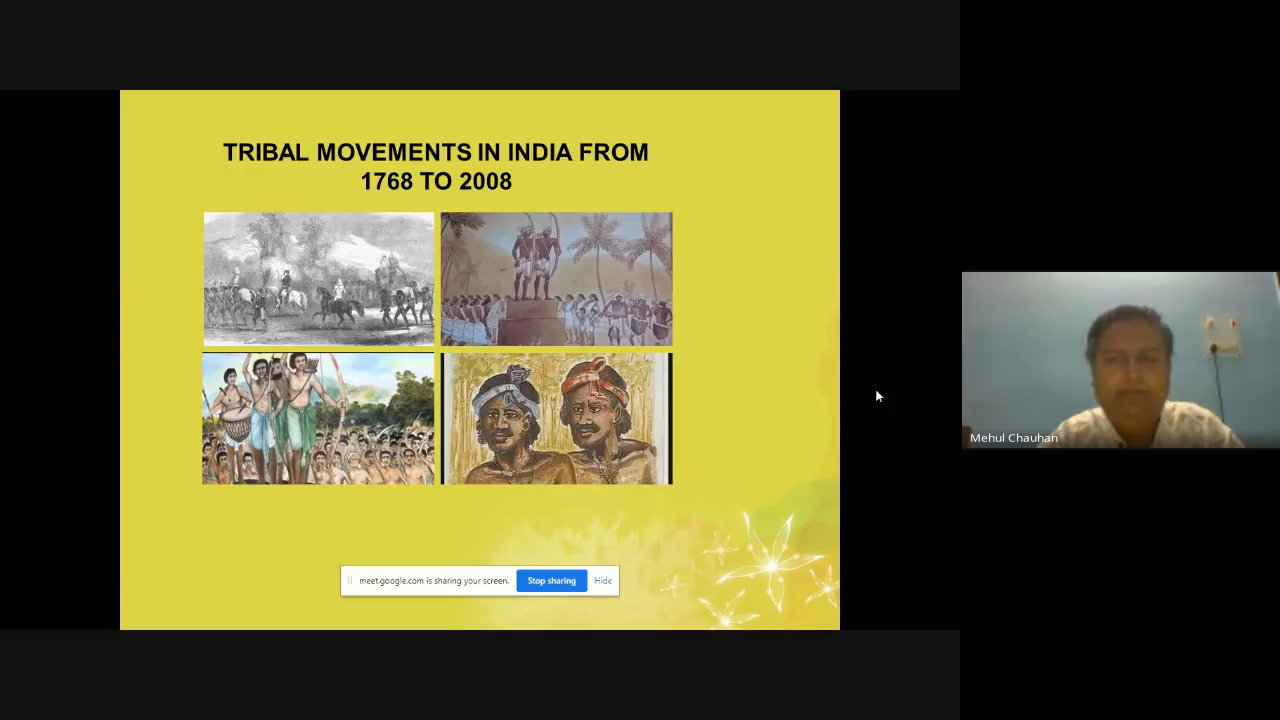 TRIBAL MOVEMENTS IN INDIA FROM
1768 TO 2008
meet.google.com is sharing your screen.
Stop sharing
Hide
Mehul Chauhan